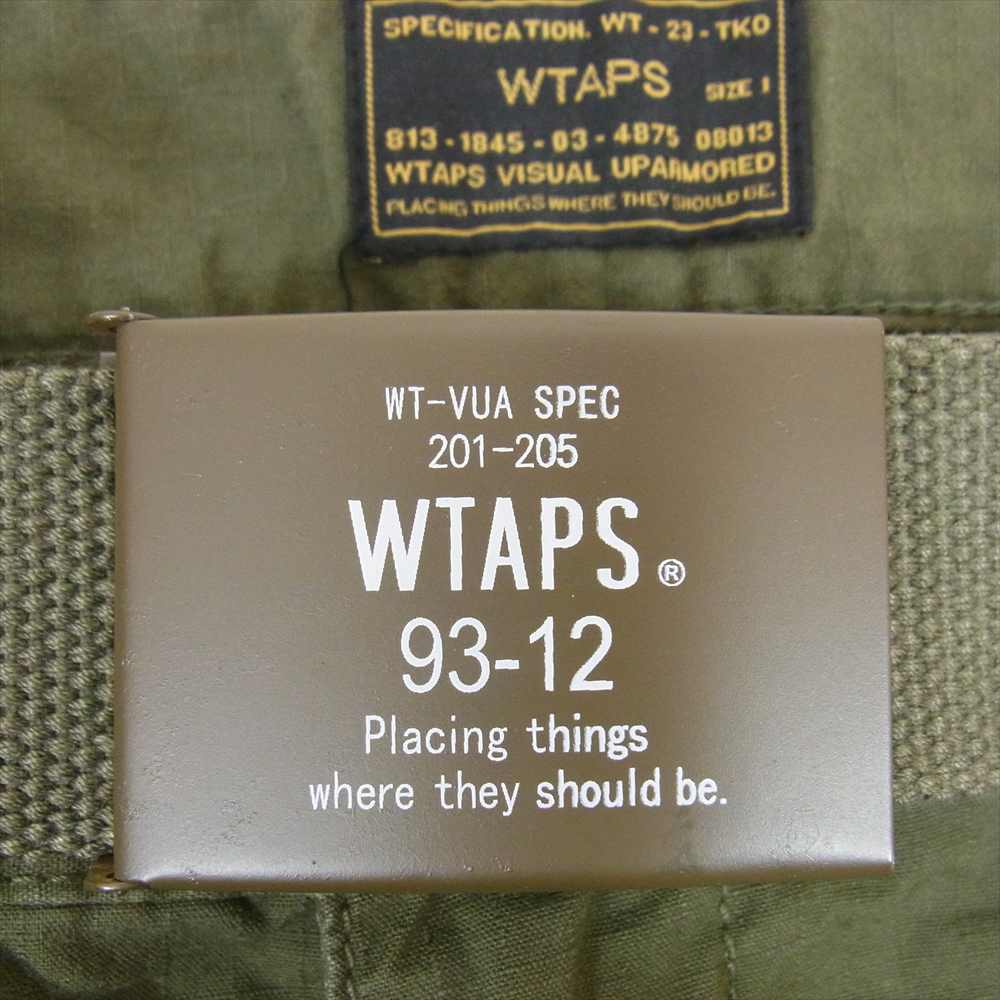 SPECIFICATION. WT - 23 - TKO
WTAPS SIZE 1
813 - 1845 - 03 - 4875 08013
WTAPS VISUAL UPARMORED
PLACING THINGS WHERE THEY SHOULD BE.
WT-VUA SPEC
201-205
WTAPS®
93-12
Placing things
where they should be.